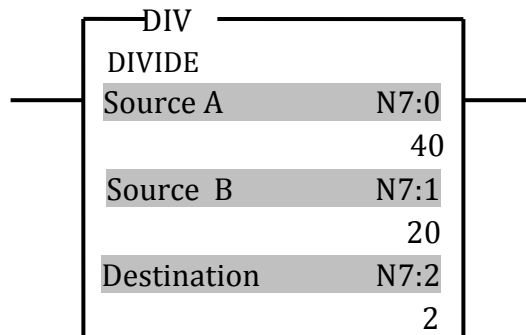 DIV
DIVIDE
Source A N7:0
40
Source B N7:1
20
Destination N7:2
2